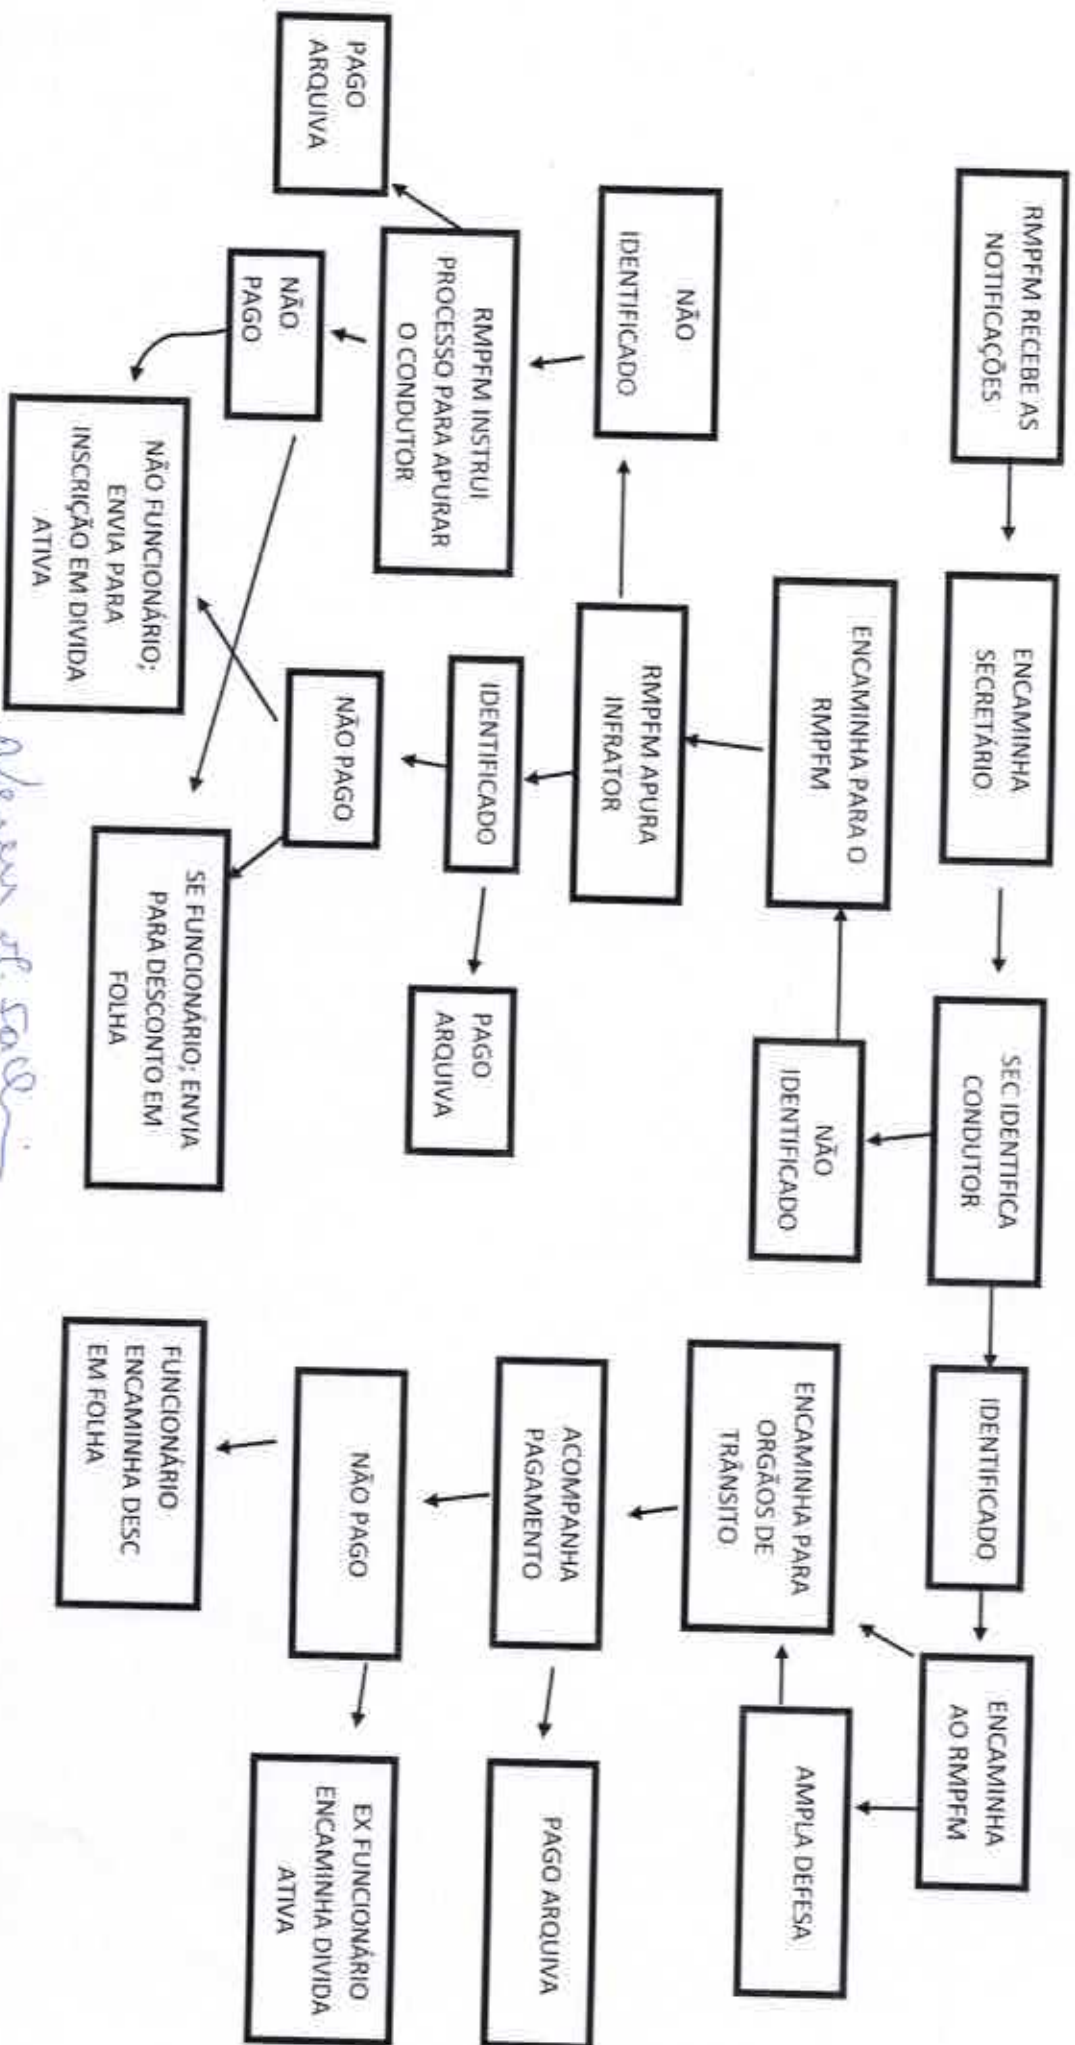 RMPFM RECEBE AS
NOTIFICAÇÕES
ENCAMINHA
SECRETÁRIO
SEC IDENTIFICA
CONDUTOR
IDENTIFICADO
ENCAMINHA
AO RMPFM
ENCAMINHA PARA O
RMPFM
NÃO
IDENTIFICADO
ENCAMINHA PARA
ORGÃOS DE
TRÂNSITO
AMPLA DEFESA
NÃO
IDENTIFICADO
RMPFM APURA
INFRATOR
IDENTIFICADO
PAGO
ARQUIVA
ACOMPANHA
PAGAMENTO
PAGO ARQUIVA
RMPFM INSTRUI
PROCESSO PARA APURAR
O CONDUTOR
PAGO
ARQUIVA
NÃO
PAGO
NÃO PAGO
NÃO PAGO
EX FUNCIONÁRIO
ENCAMINHA DIVIDA
ATIVA
NÃO FUNCIONÁRIO;
ENVIA PARA
INSCRIÇÃO EM DIVIDA
ATIVA
SE FUNCIONÁRIO; ENVIA
PARA DESCONTO EM
FOLHA
FUNCIONÁRIO
ENCAMINHA DESC
EM FOLHA